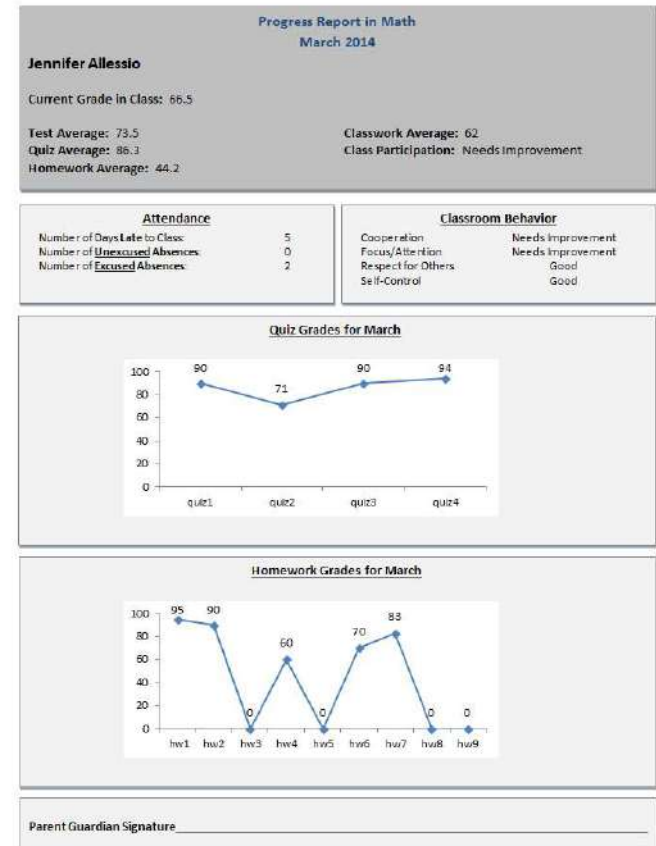 Progress Report in Math
March 2014
Jennifer Allessio
Current Grade in Class: 66.5
Test Average: 73.5
Classwork Average: 62
Quiz Average: 86.3
Class Participation: Needs Improvement
Homework Average: 44.2
Attendance
Number of Days Late to Class: 5
Number of Unexcused Absences: 0
Number of Excused Absences: 2
Classroom Behavior
Cooperation Needs Improvement
Focus/Attention Needs Improvement
Respect for Others Good
Self-Control Good
Quiz Grades for March
100
80
60
40
20
0
90 71 90 94
quiz1 quiz2 quiz3 quiz4
Homework Grades for March
100
80
60
40
20
0
95 90 0 60 0 70 83 0 0
hw1 hw2 hw3 hw4 hw5 hw6 hw7 hw8 hw9
Parent Guardian Signature